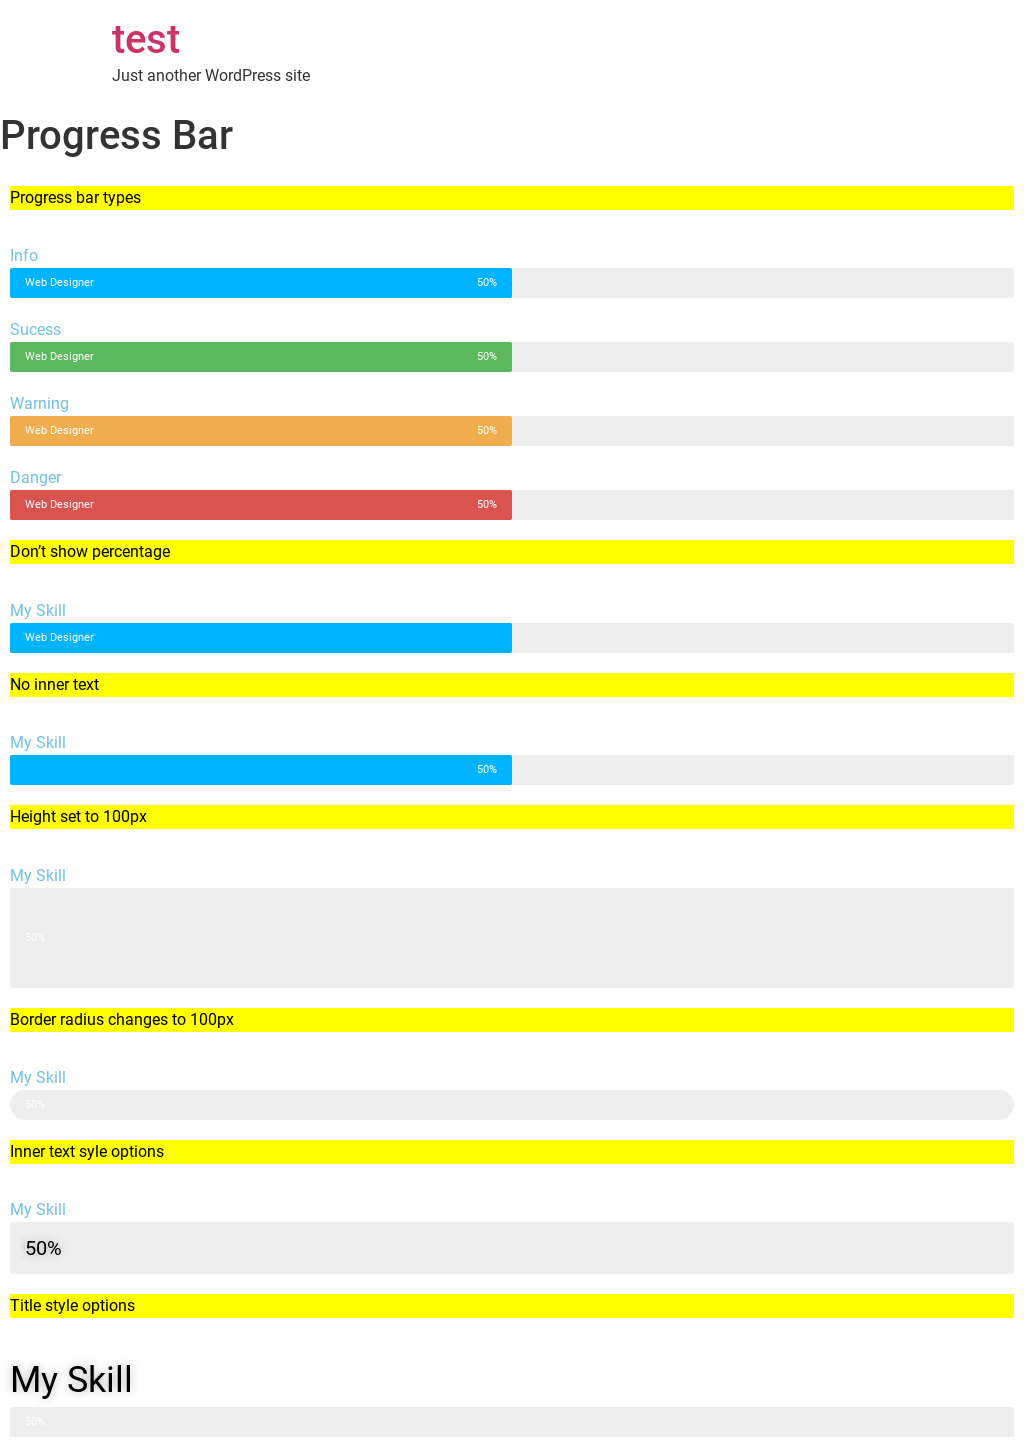 test
Just another WordPress site
Progress Bar
Progress bar types
Info
Web Designer 50%
Sucess
Web Designer 50%
Warning
Web Designer 50%
Danger
Web Designer 50%
Don’t show percentage
My Skill
Web Designer
No inner text
My Skill
50%
Height set to 100px
My Skill
50%
Border radius changes to 100px
My Skill
50%
Inner text syle options
My Skill
50%
Title style options
My Skill
50%